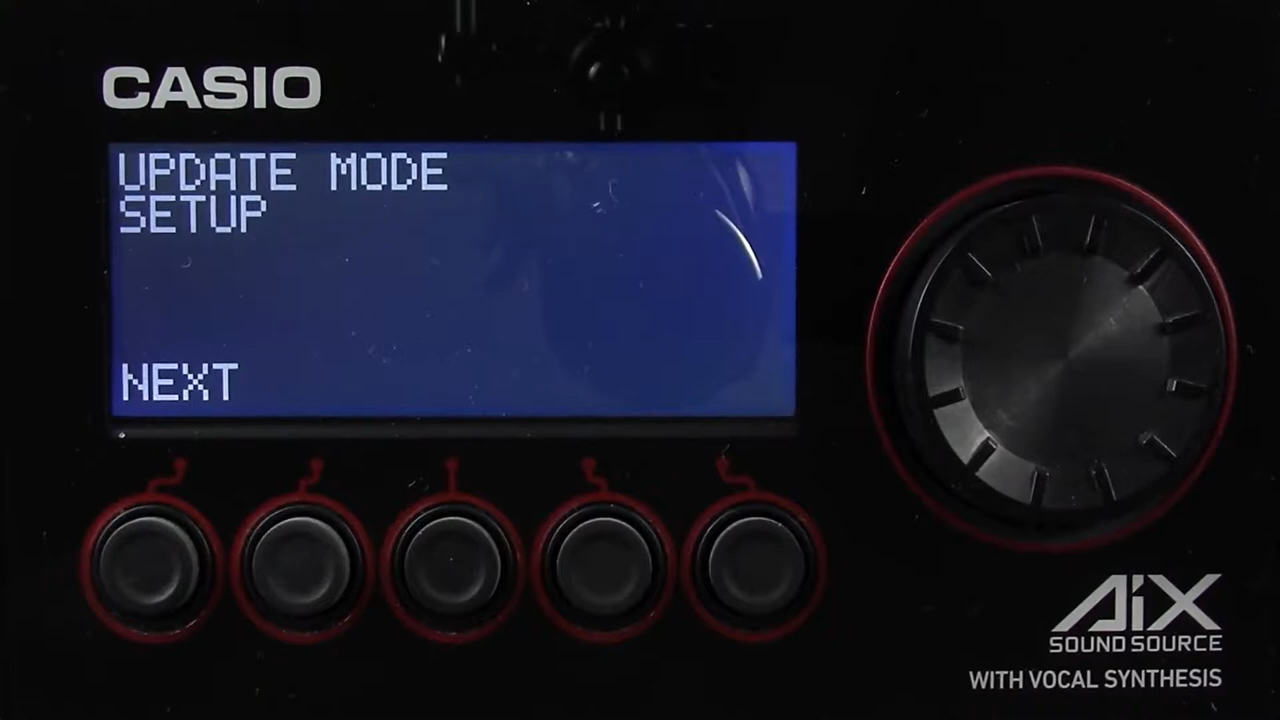 CASIO
UPDATE MODE
SETUP
NEXT
AiX
SOUND SOURCE
WITH VOCAL SYNTHESIS